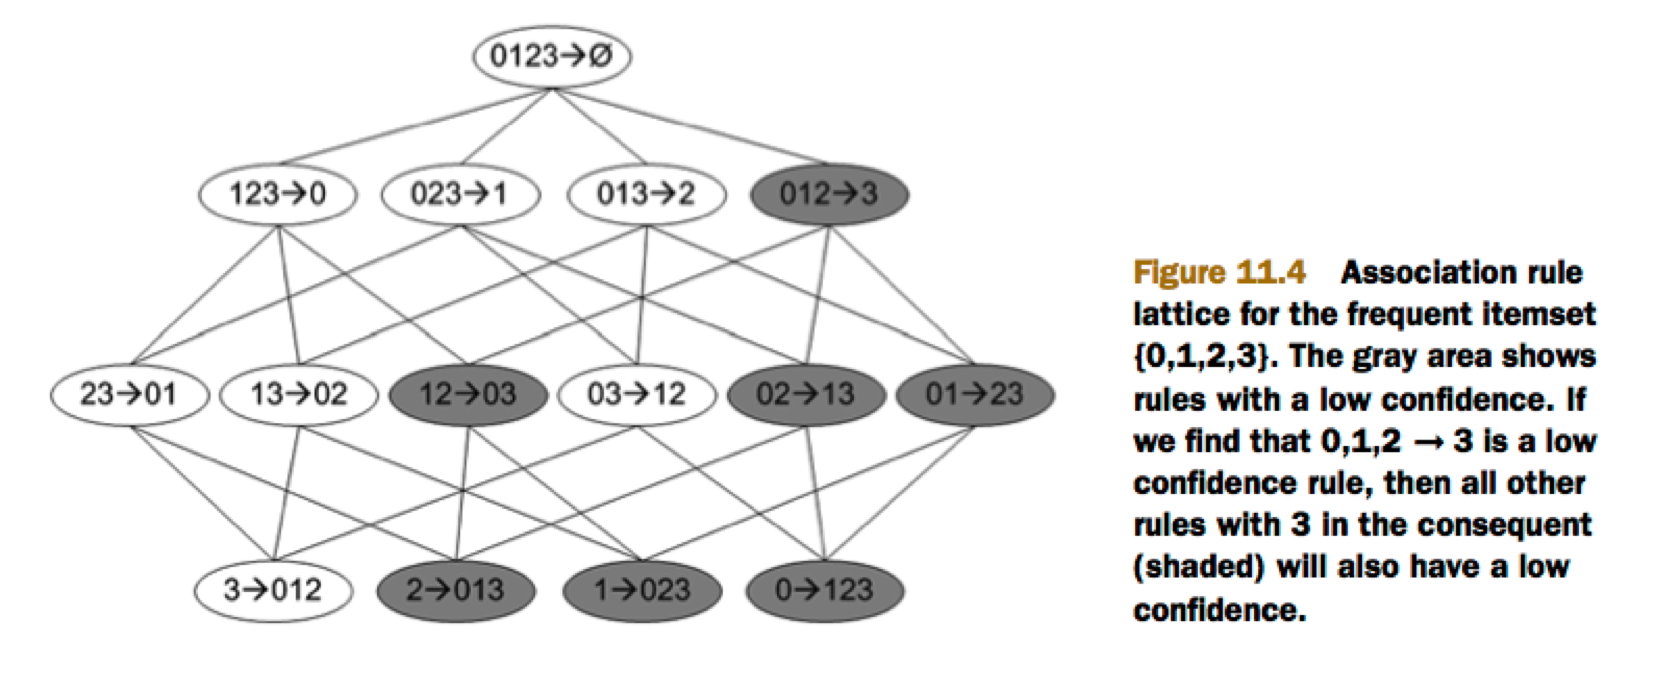 0123→Ø
123→0 023→1 013→2 012→3
23→01 13→02 12→03 03→12 02→13 01→23
3→012 2→013 1→023 0→123
Figure 11.4 Association rule
lattice for the frequent itemset
{0,1,2,3}. The gray area shows
rules with a low confidence. If
we find that 0,1,2 → 3 is a low
confidence rule, then all other
rules with 3 in the consequent
(shaded) will also have a low
confidence.